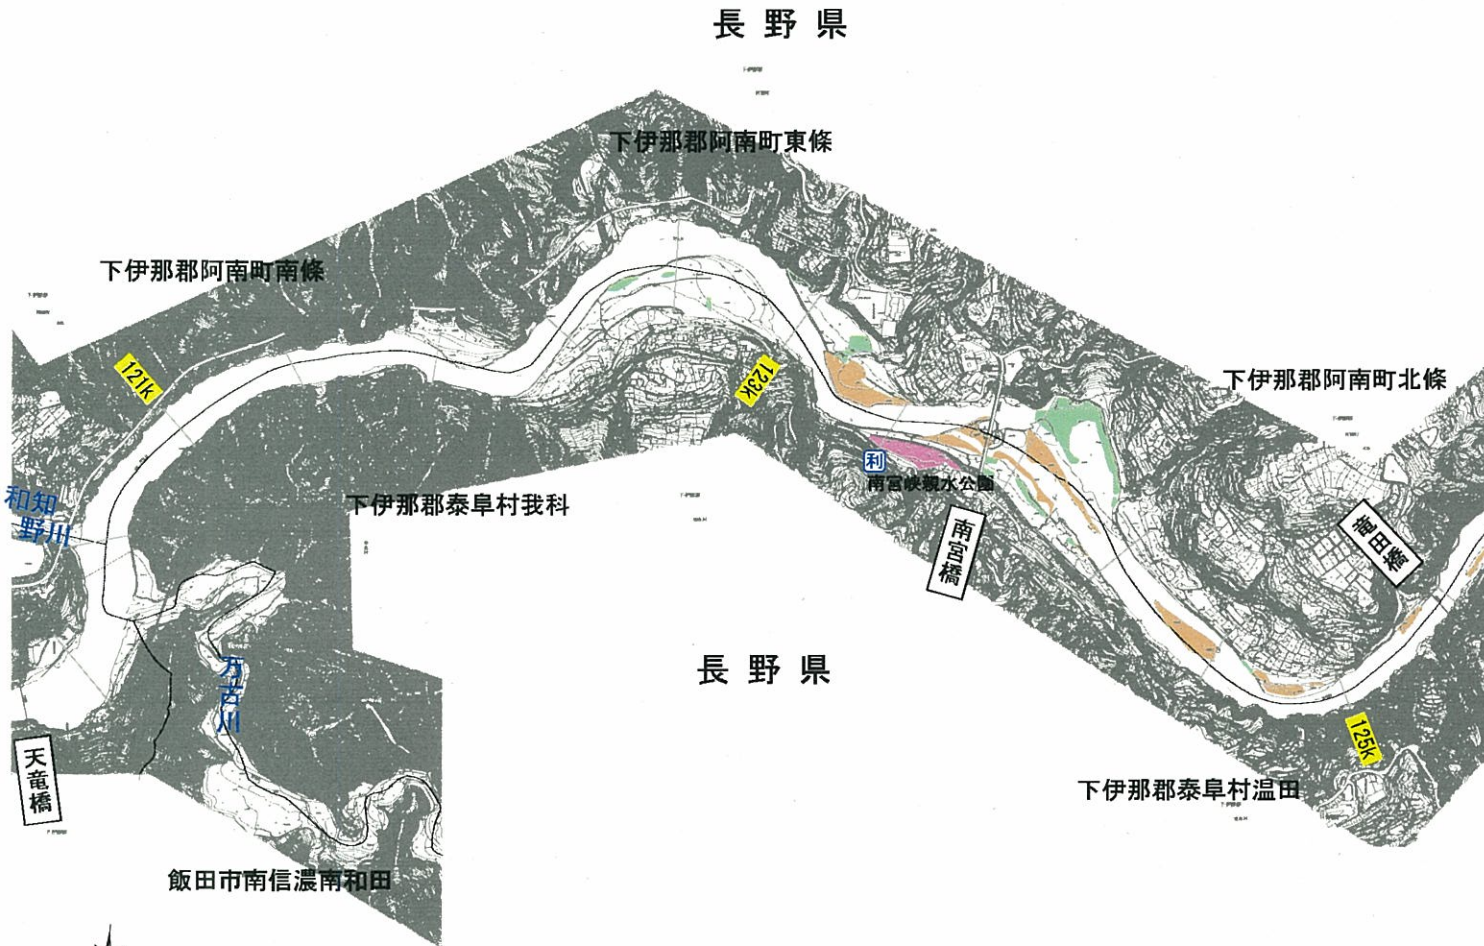 長野県
下伊那郡阿南町東條
下伊那郡阿南町南條
121k
123k
下伊那郡阿南町北條
利
南宮峡親水公園
下伊那郡泰阜村我科
和知
野川
南宮橋
竜田橋
長野県
万古川
125k
天竜橋
下伊那郡泰阜村温田
飯田市南信濃南和田